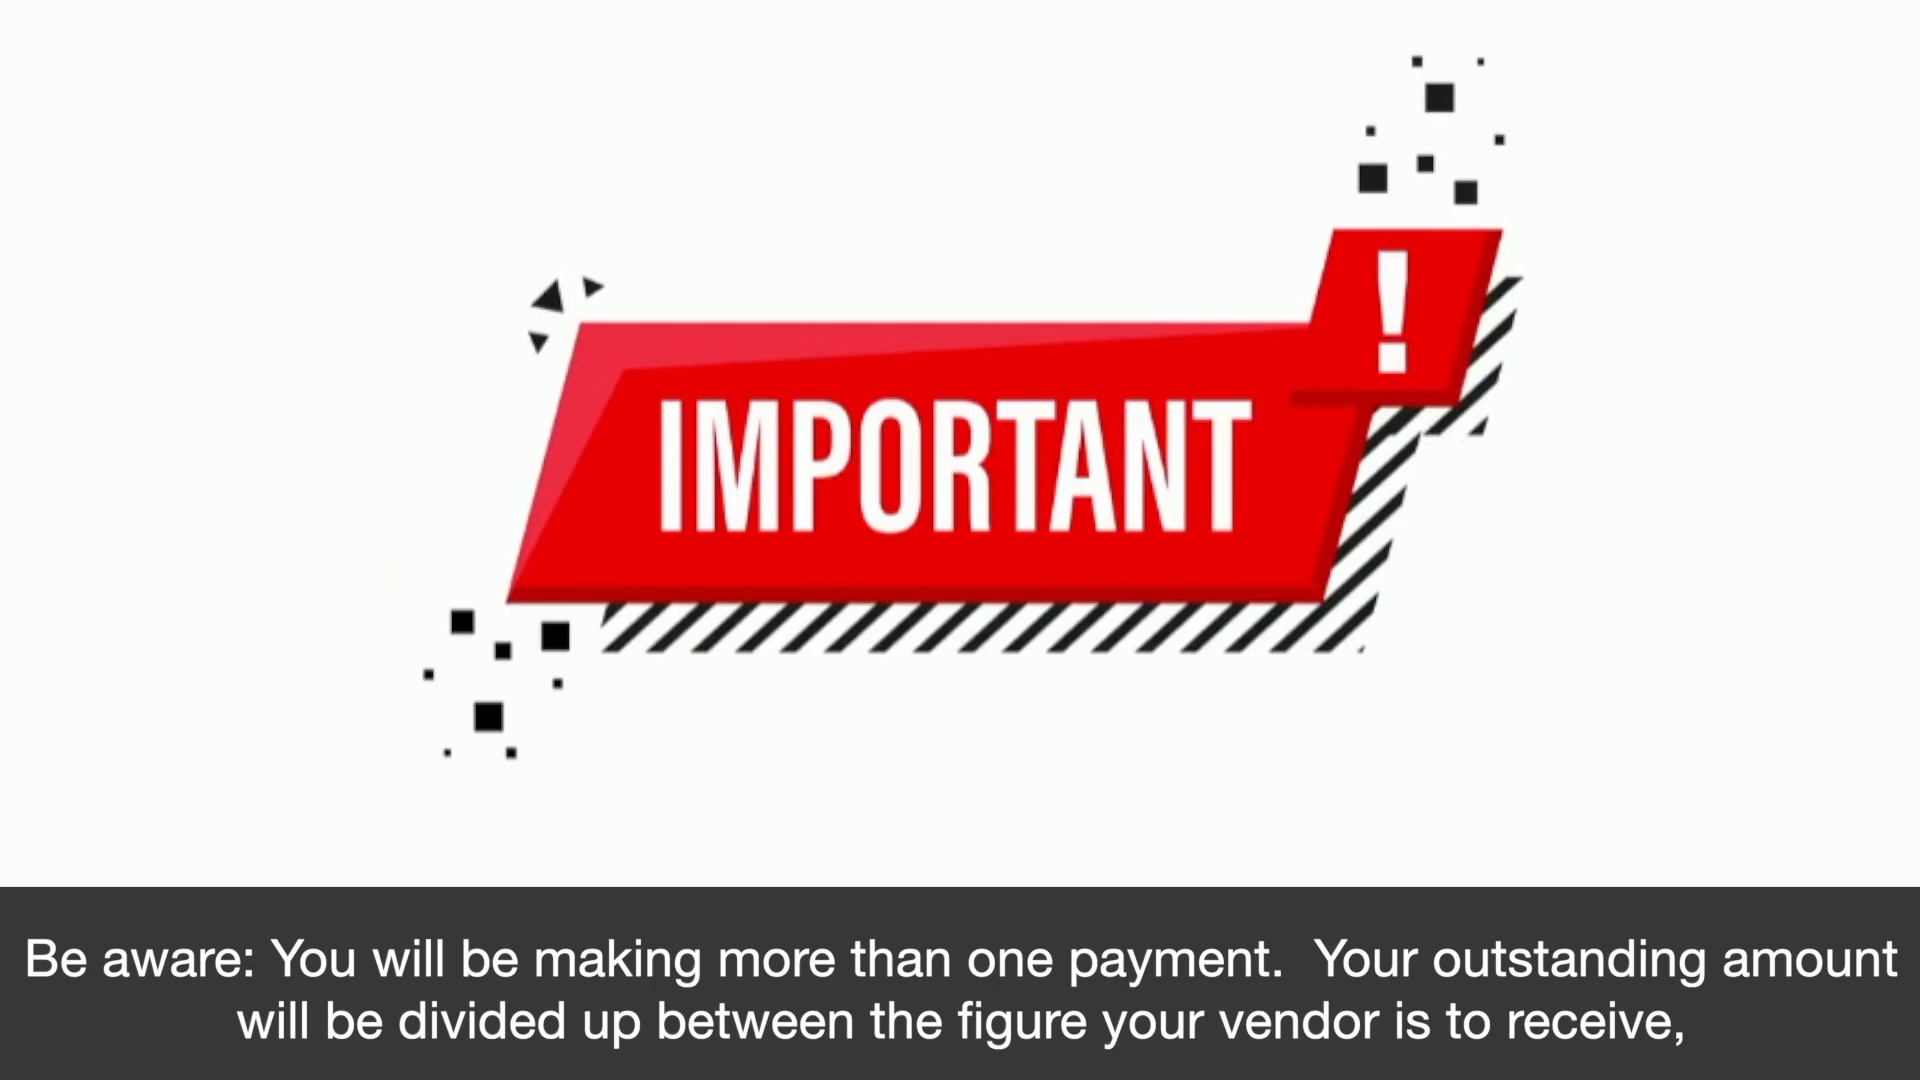 !
IMPORTANT
Be aware: You will be making more than one payment.  Your outstanding amount
will be divided up between the figure your vendor is to receive,